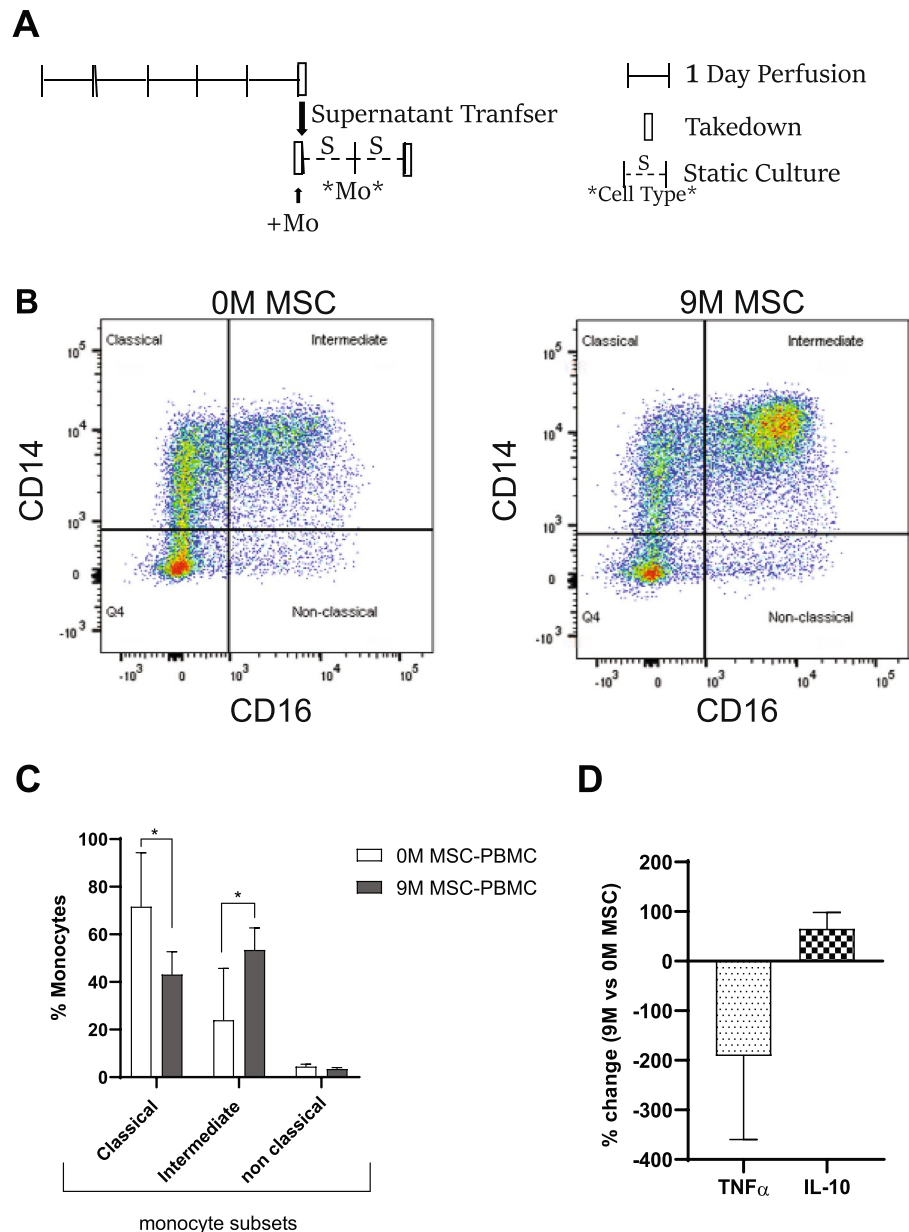 A
1 Day Perfusion
Supernatant Tranfser
Takedown
S S
*Mo*
+Mo
S
*Cell Type*
Static Culture
B
0M MSC
Classical Intermediate
10^5
10^4
10^3
0
-10^3
Q4 Non-classical
-10^3 0 10^3 10^4 10^5
CD14
CD16
9M MSC
Classical Intermediate
10^5
10^4
10^3
0
-10^3
Q4 Non-classical
-10^3 0 10^3 10^4 10^5
CD14
CD16
C
100
80
60
40
20
0
% Monocytes
* *
0M MSC-PBMC
9M MSC-PBMC
Classical
Intermediate
non classical
monocyte subsets
D
200
100
0
-100
-200
-300
-400
% change (9M vs 0M MSC)
TNFα IL-10